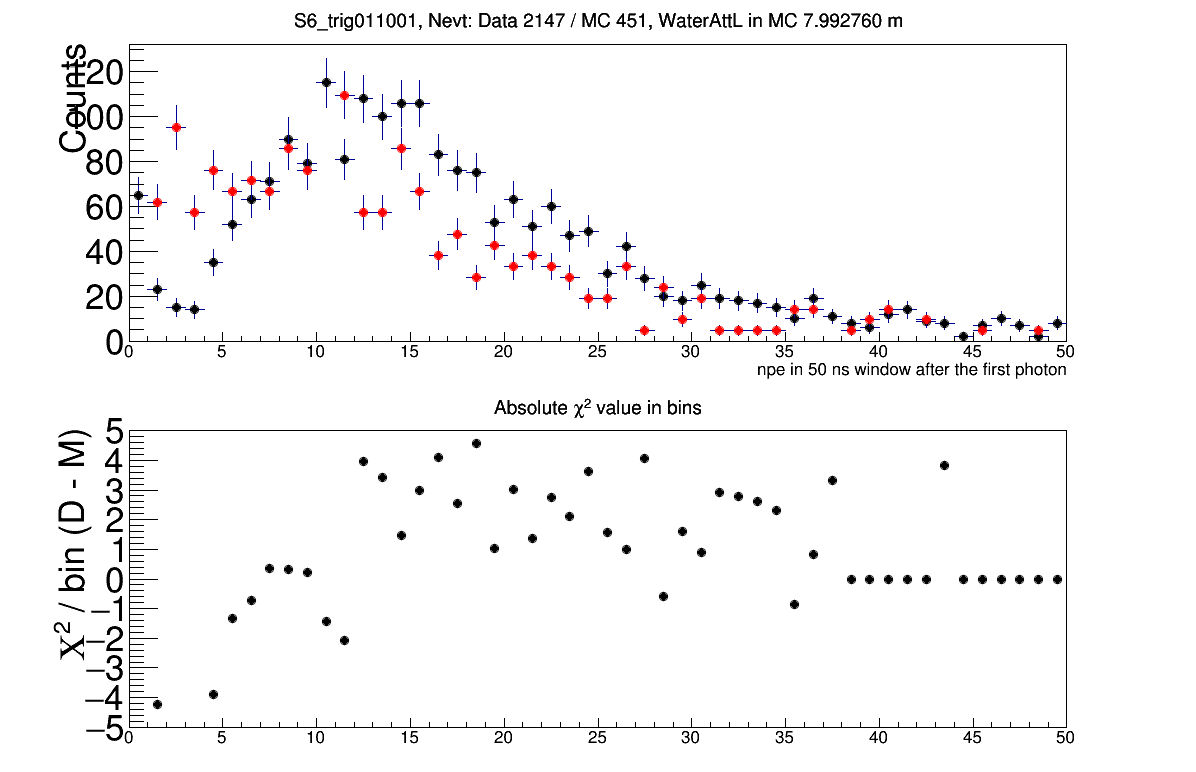 S6_trig011001, Nevt: Data 2147 / MC 451, WaterAttL in MC 7.992760 m
Counts
120
100
80
60
40
20
0
0 5 10 15 20 25 30 35 40 45 50
npe in 50 ns window after the first photon
Absolute χ² value in bins
X² / bin (D - M)
5
4
3
2
1
0
−1
−2
−3
−4
−5
0 5 10 15 20 25 30 35 40 45 50